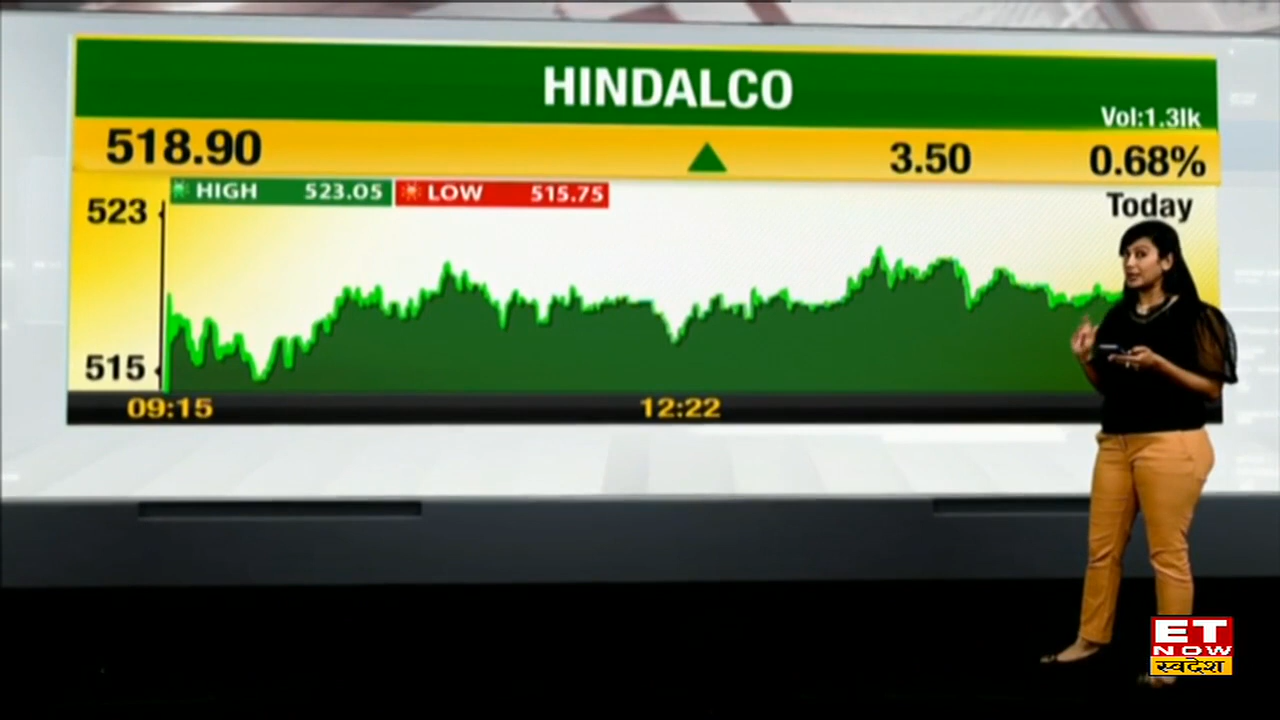 HINDALCO
Vol:1.3lk
518.90 ▲ 3.50 0.68%
HIGH 523.05 LOW 515.75
Today
523
515
09:15 12:22
ET
NOW
स्वदेश